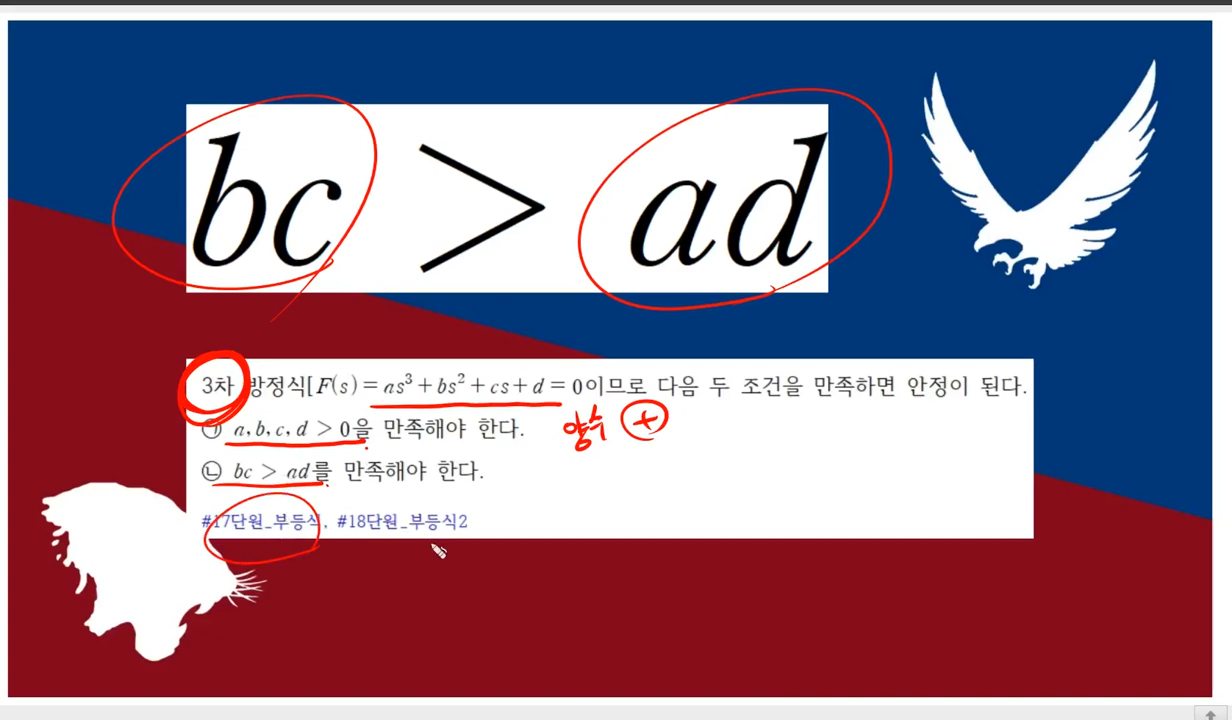 bc > ad
3차 방정식[F(s) = as³ + bs² + cs + d = 0이므로 다음 두 조건을 만족하면 안정이 된다.
㉠ a, b, c, d > 0을 만족해야 한다.
양수 +
㉡ bc > ad를 만족해야 한다.
#17단원_부등식, #18단원_부등식2